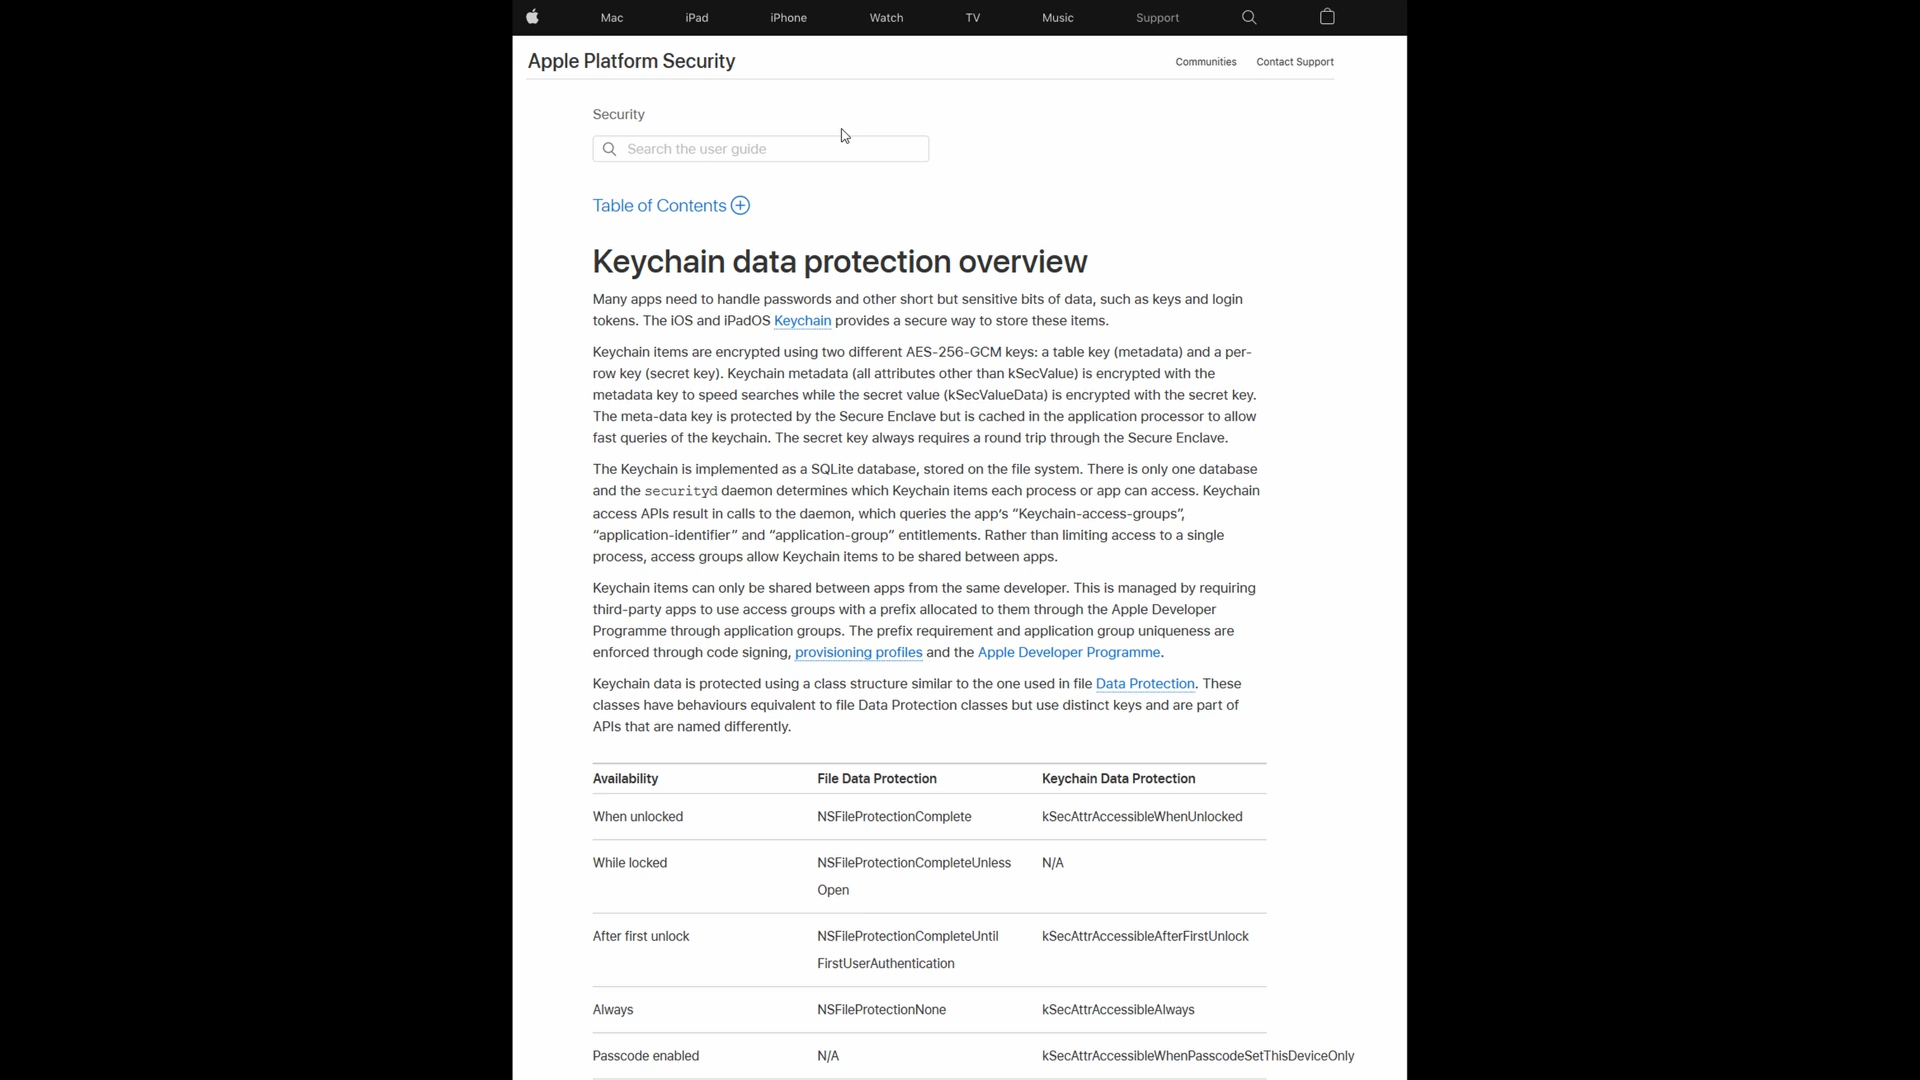 Mac iPad iPhone Watch TV Music Support
Apple Platform Security
Communities Contact Support
Security
Search the user guide
Table of Contents
Keychain data protection overview
Many apps need to handle passwords and other short but sensitive bits of data, such as keys and login
tokens. The iOS and iPadOS Keychain provides a secure way to store these items.
Keychain items are encrypted using two different AES-256-GCM keys: a table key (metadata) and a per-
row key (secret key). Keychain metadata (all attributes other than kSecValue) is encrypted with the
metadata key to speed searches while the secret value (kSecValueData) is encrypted with the secret key.
The meta-data key is protected by the Secure Enclave but is cached in the application processor to allow
fast queries of the keychain. The secret key always requires a round trip through the Secure Enclave.
The Keychain is implemented as a SQLite database, stored on the file system. There is only one database
and the securityd daemon determines which Keychain items each process or app can access. Keychain
access APIs result in calls to the daemon, which queries the app's “Keychain-access-groups”,
“application-identifier” and “application-group” entitlements. Rather than limiting access to a single
process, access groups allow Keychain items to be shared between apps.
Keychain items can only be shared between apps from the same developer. This is managed by requiring
third-party apps to use access groups with a prefix allocated to them through the Apple Developer
Programme through application groups. The prefix requirement and application group uniqueness are
enforced through code signing, provisioning profiles and the Apple Developer Programme.
Keychain data is protected using a class structure similar to the one used in file Data Protection. These
classes have behaviours equivalent to file Data Protection classes but use distinct keys and are part of
APIs that are named differently.
Availability File Data Protection Keychain Data Protection
When unlocked NSFileProtectionComplete kSecAttrAccessibleWhenUnlocked
While locked NSFileProtectionCompleteUnless N/A
Open
After first unlock NSFileProtectionCompleteUntil kSecAttrAccessibleAfterFirstUnlock
FirstUserAuthentication
Always NSFileProtectionNone kSecAttrAccessibleAlways
Passcode enabled N/A kSecAttrAccessibleWhenPasscodeSetThisDeviceOnly